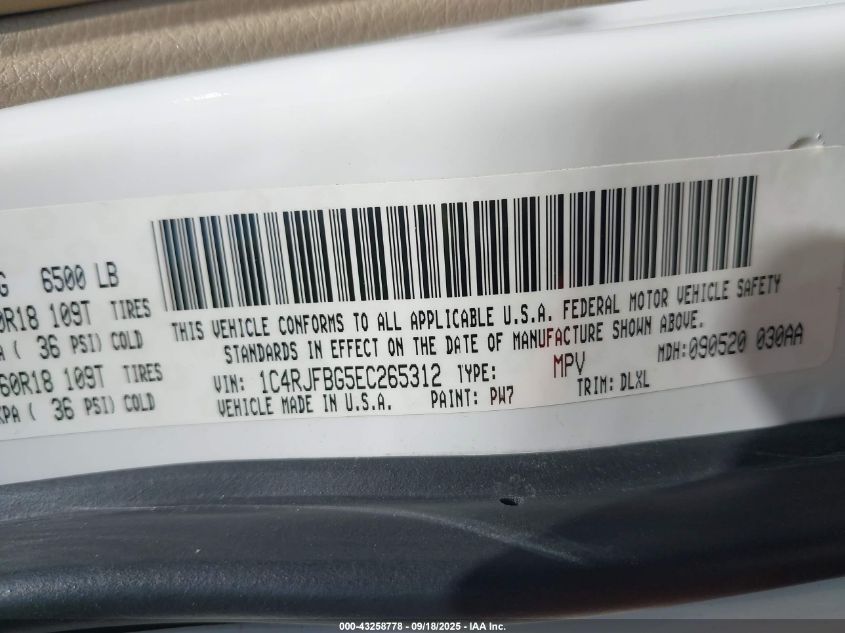 G 6500 LB
0R18 109T TIRES
A ( 36 PSI) COLD
60R18 109T TIRES
KPA ( 36 PSI) COLD
THIS VEHICLE CONFORMS TO ALL APPLICABLE U.S.A. FEDERAL MOTOR VEHICLE SAFETY
STANDARDS IN EFFECT ON THE DATE OF MANUFACTURE SHOWN ABOVE.
MDH:090520 030AA
VIN: 1C4RJFBG5EC265312 TYPE: MPV
VEHICLE MADE IN U.S.A. PAINT: PW7 TRIM: DLXL
000-43258778 - 09/18/2025 - IAA Inc.